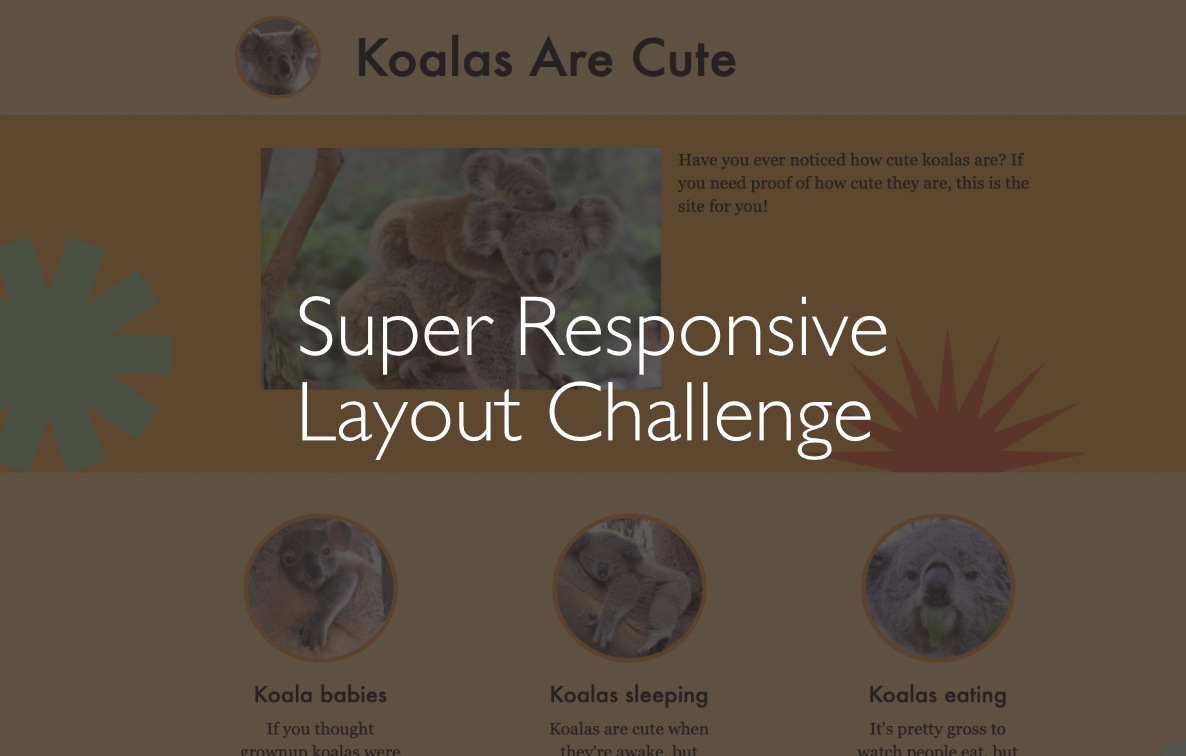 Koalas Are Cute
Have you ever noticed how cute koalas are? If
you need proof of how cute they are, this is the
site for you!
Super Responsive
Layout Challenge
Koala babies
If you thought
grownup koalas were
Koalas sleeping
Koalas are cute when
they're awake, but
Koalas eating
It's pretty gross to
watch people eat, but